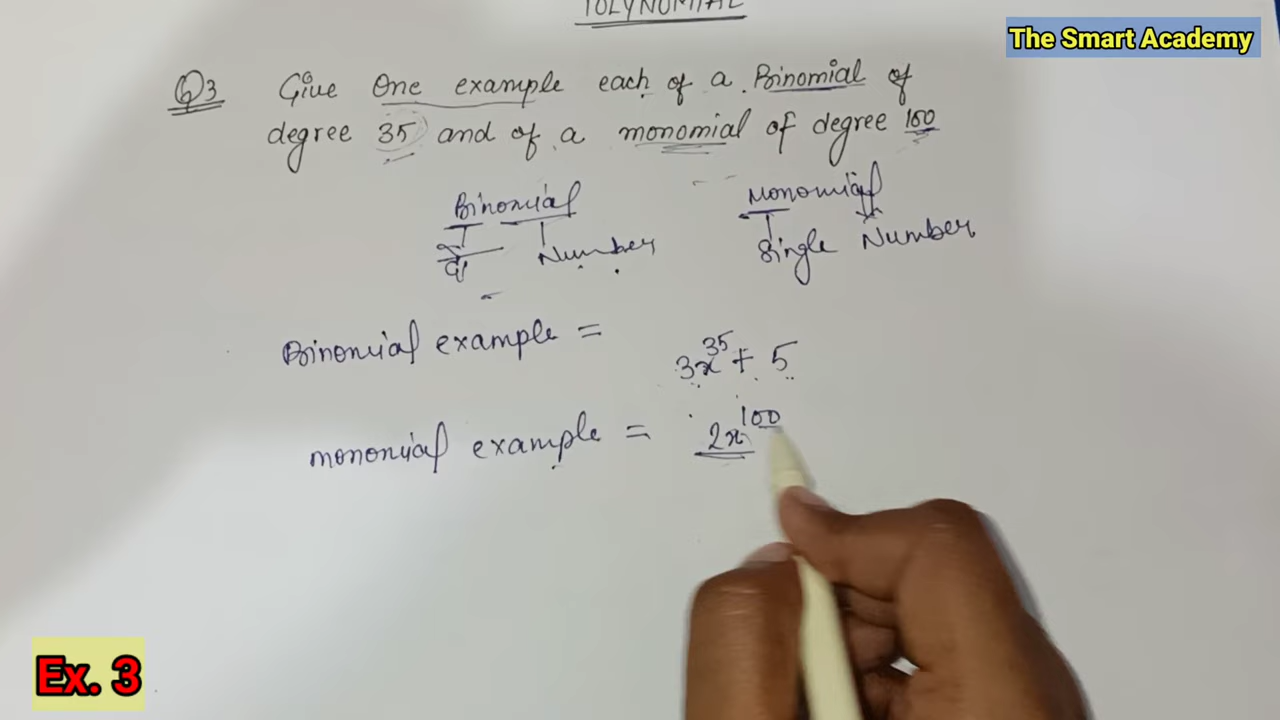 POLYNOMIAL
The Smart Academy
Q3 Give One example each of a Binomial of
degree 35 and of a monomial of degree 100
Binomial Monomial
दो Number Single Number
Binomial example = 3x³⁵ + 5
monomial example = 2x¹⁰⁰
Ex. 3